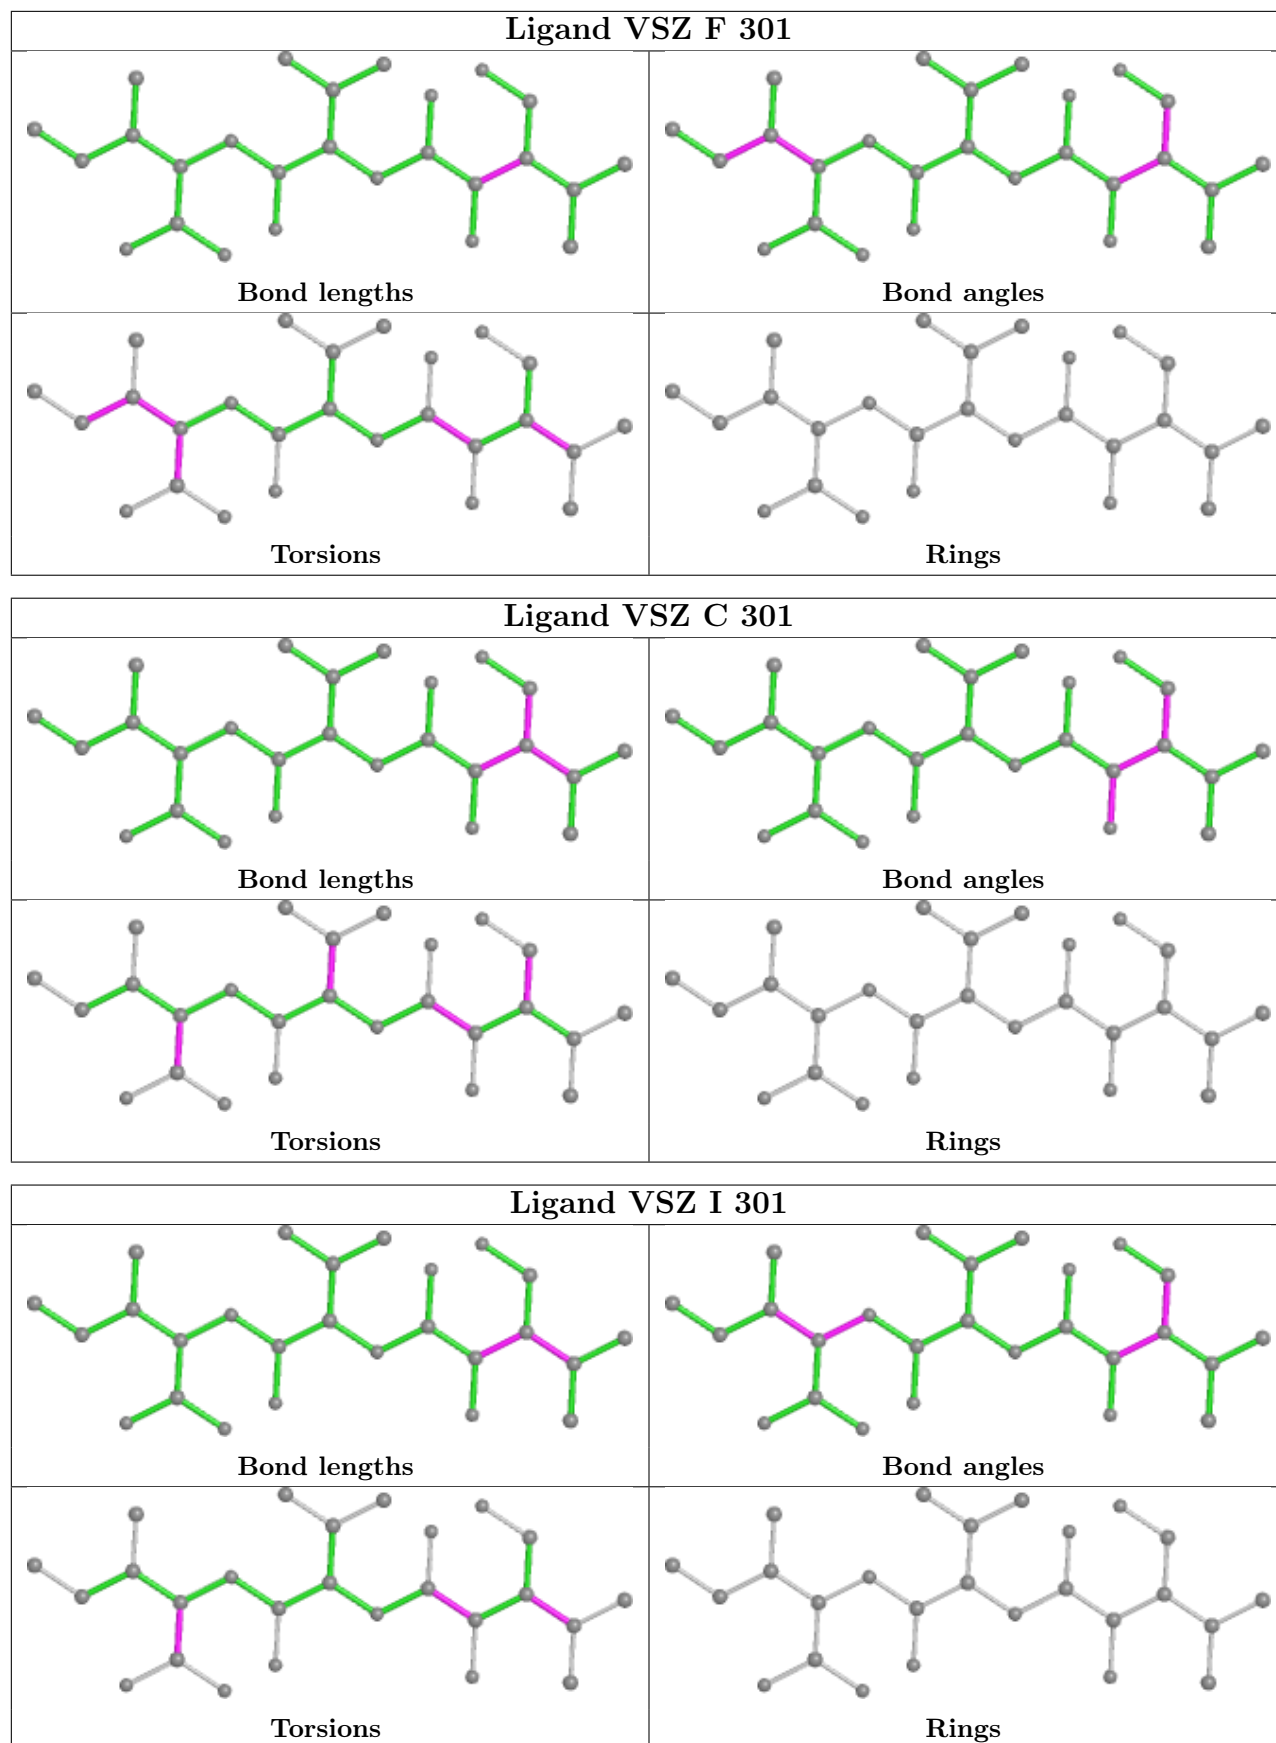 Ligand VSZ F 301
Bond lengths
Bond angles
Torsions
Rings
Ligand VSZ C 301
Bond lengths
Bond angles
Torsions
Rings
Ligand VSZ I 301
Bond lengths
Bond angles
Torsions
Rings